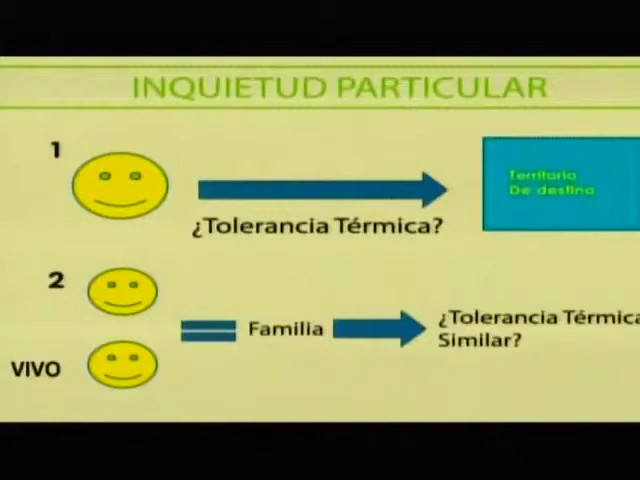 INQUIETUD PARTICULAR
1
Territorio
De destino
¿Tolerancia Térmica?
2
Familia
¿Tolerancia Térmica
Similar?
VIVO